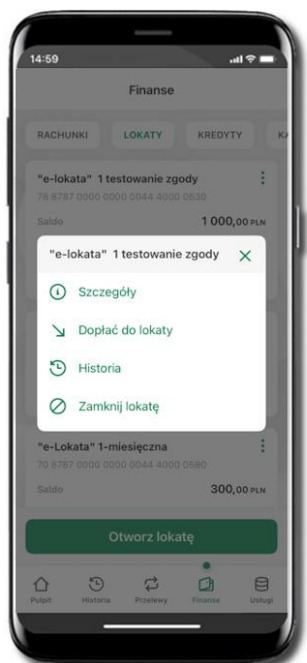 14:59
Finanse
RACHUNKI LOKATY KREDYTY
"e-lokata" 1 testowanie zgody
78 8787 0000 0000 0044 4000 0630
Saldo 1 000,00 PLN
"e-lokata" 1 testowanie zgody
Szczegóły
Dopłać do lokaty
Historia
Zamknij lokatę
"e-Lokata" 1-miesięczna
70 8787 0000 0000 0044 4000 0580
Saldo 300,00 PLN
Otworz lokatę
Pulpit Historia Przelewy Finanse Usługi